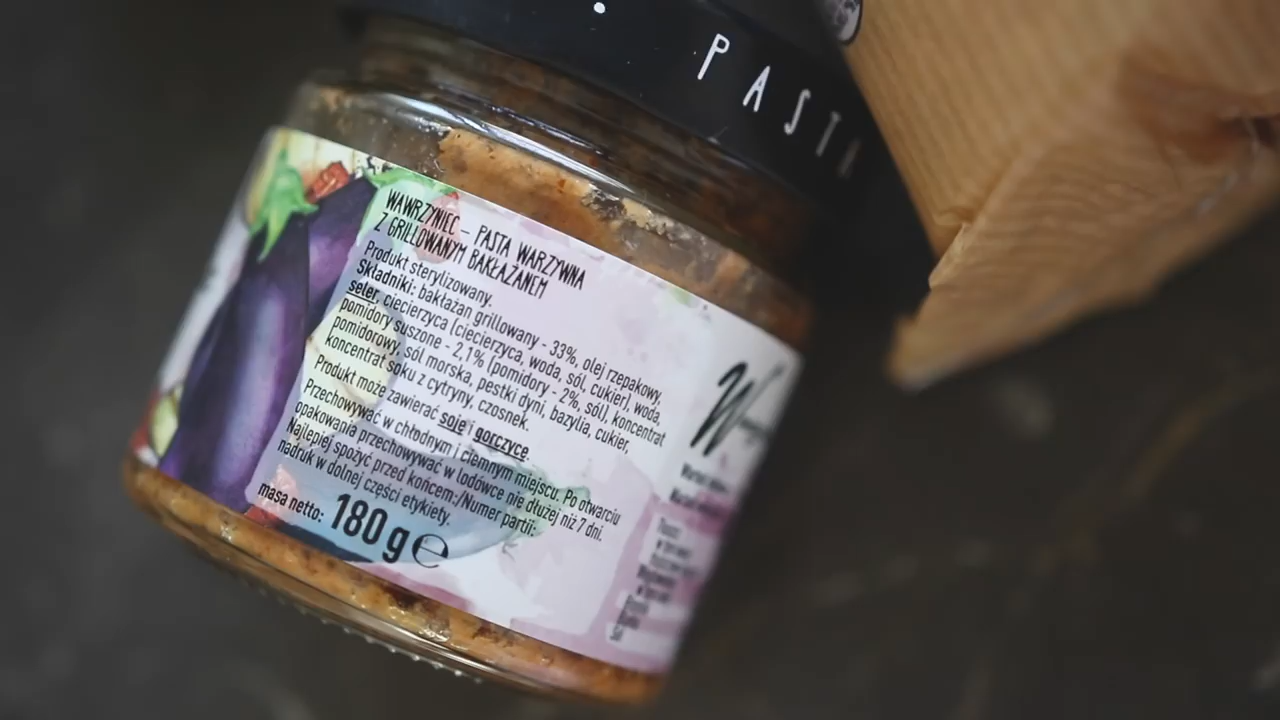 PASTA
WAWRZYNIEC – PASTA WARZYWNA
Z GRILLOWANYM BAKŁAŻANEM
Produkt sterylizowany.
Składniki: bakłażan grillowany - 33%, olej rzepakowy,
seler, ciecierzyca (ciecierzyca, woda, sól, cukier), woda,
pomidory suszone - 2,1% (pomidory - 2%, sól), koncentrat
pomidorowy, sól morska, pestki dyni, bazylia, cukier,
koncentrat soku z cytryny, czosnek.
Produkt może zawierać soję i gorczycę.
Przechowywać w chłodnym i ciemnym miejscu. Po otwarciu
opakowania przechowywać w lodówce nie dłużej niż 7 dni.
Najlepiej spożyć przed końcem:/Numer partii:
nadruk w dolnej części etykiety.
masa netto: 180 g ℮